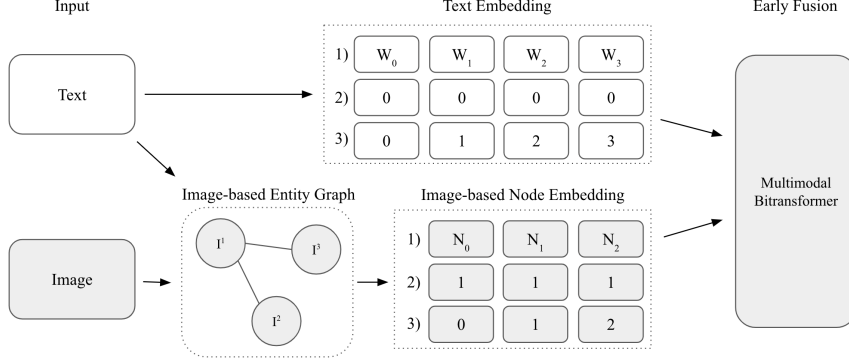 Input Text Embedding Early Fusion
1) W0 W1 W2 W3
Text 2) 0 0 0 0
3) 0 1 2 3
Multimodal
Bitransformer
Image-based Entity Graph Image-based Node Embedding
I1 I3 1) N0 N1 N2
Image 2) 1 1 1
I2 3) 0 1 2